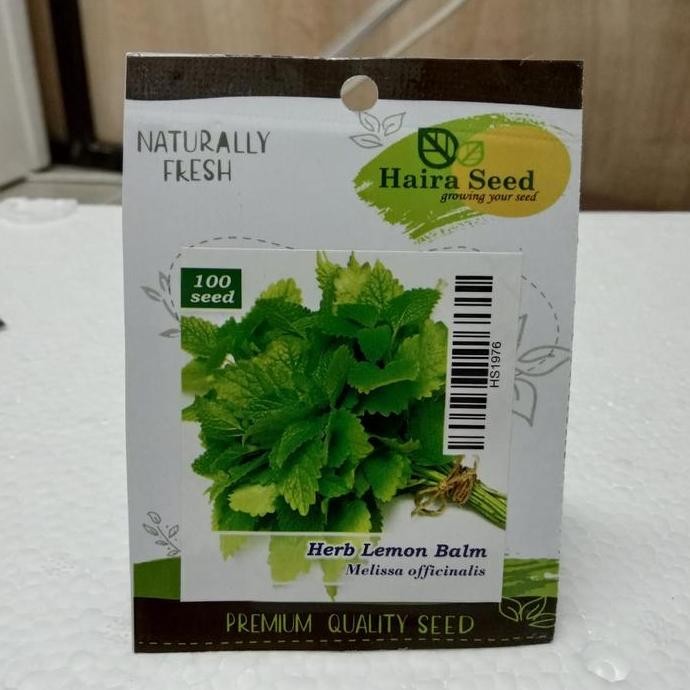 NATURALLY
FRESH
Haira Seed
growing your seed
100
seed
HS1976
Herb Lemon Balm
Melissa officinalis
PREMIUM QUALITY SEED